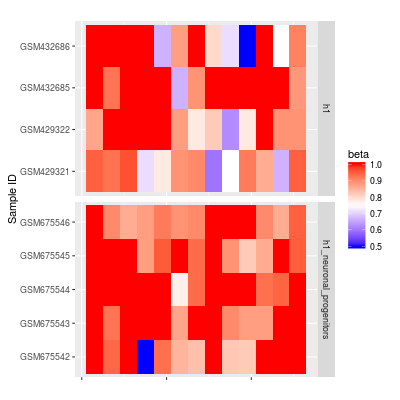 GSM432686
GSM432685
GSM429322
GSM429321
h1
GSM675546
GSM675545
GSM675544
GSM675543
GSM675542
h1_neuronal_progenitors
Sample ID
beta
1.0
0.9
0.8
0.7
0.6
0.5